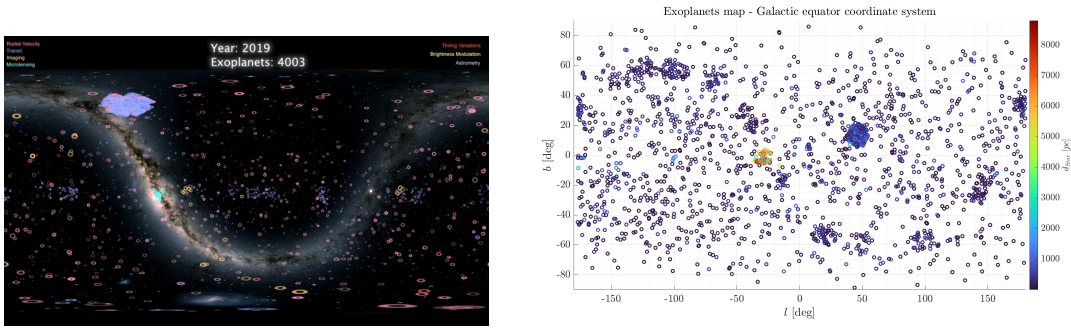 Radial Velocity
Transit
Imaging
Microlensing
Year: 2019
Exoplanets: 4003
Timing Variations
Brightness Modulation
Astrometry
Exoplanets map - Galactic equator coordinate system
80
60
40
20
0
-20
-40
-60
-80
b [deg]
-150
-100
-50
0
50
100
150
l [deg]
8000
7000
6000
5000
4000
3000
2000
1000
d_Star [pc]